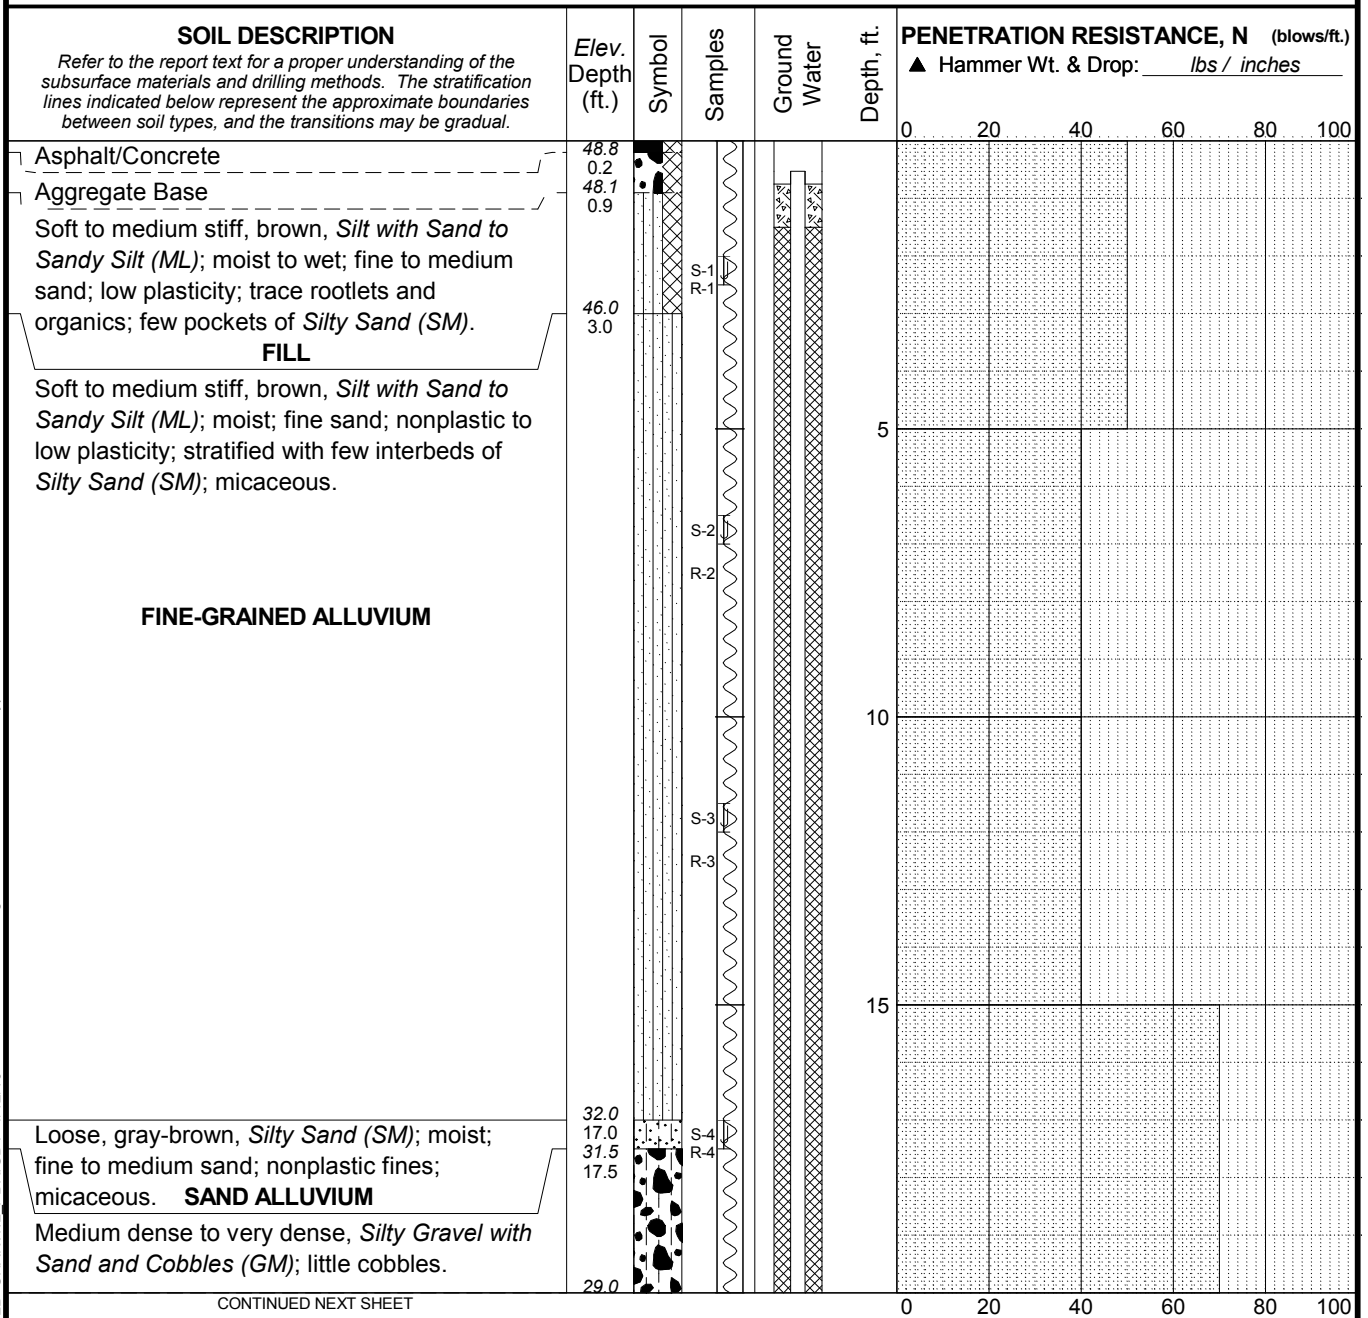 SOIL DESCRIPTION
Refer to the report text for a proper understanding of the
subsurface materials and drilling methods. The stratification
lines indicated below represent the approximate boundaries
between soil types, and the transitions may be gradual.
Elev.
Depth
(ft.)
Symbol
Samples
Ground
Water
Depth, ft.
PENETRATION RESISTANCE, N (blows/ft.)
▲ Hammer Wt. & Drop: lbs / inches
0 20 40 60 80 100
Asphalt/Concrete
48.8
0.2
Aggregate Base
48.1
0.9
Soft to medium stiff, brown, Silt with Sand to
Sandy Silt (ML); moist to wet; fine to medium
sand; low plasticity; trace rootlets and
organics; few pockets of Silty Sand (SM).
FILL
S-1
R-1
46.0
3.0
Soft to medium stiff, brown, Silt with Sand to
Sandy Silt (ML); moist; fine sand; nonplastic to
low plasticity; stratified with few interbeds of
Silty Sand (SM); micaceous.
5
S-2
R-2
FINE-GRAINED ALLUVIUM
10
S-3
R-3
15
32.0
17.0
Loose, gray-brown, Silty Sand (SM); moist;
fine to medium sand; nonplastic fines;
micaceous. SAND ALLUVIUM
S-4
R-4
31.5
17.5
Medium dense to very dense, Silty Gravel with
Sand and Cobbles (GM); little cobbles.
29.0
CONTINUED NEXT SHEET
0 20 40 60 80 100